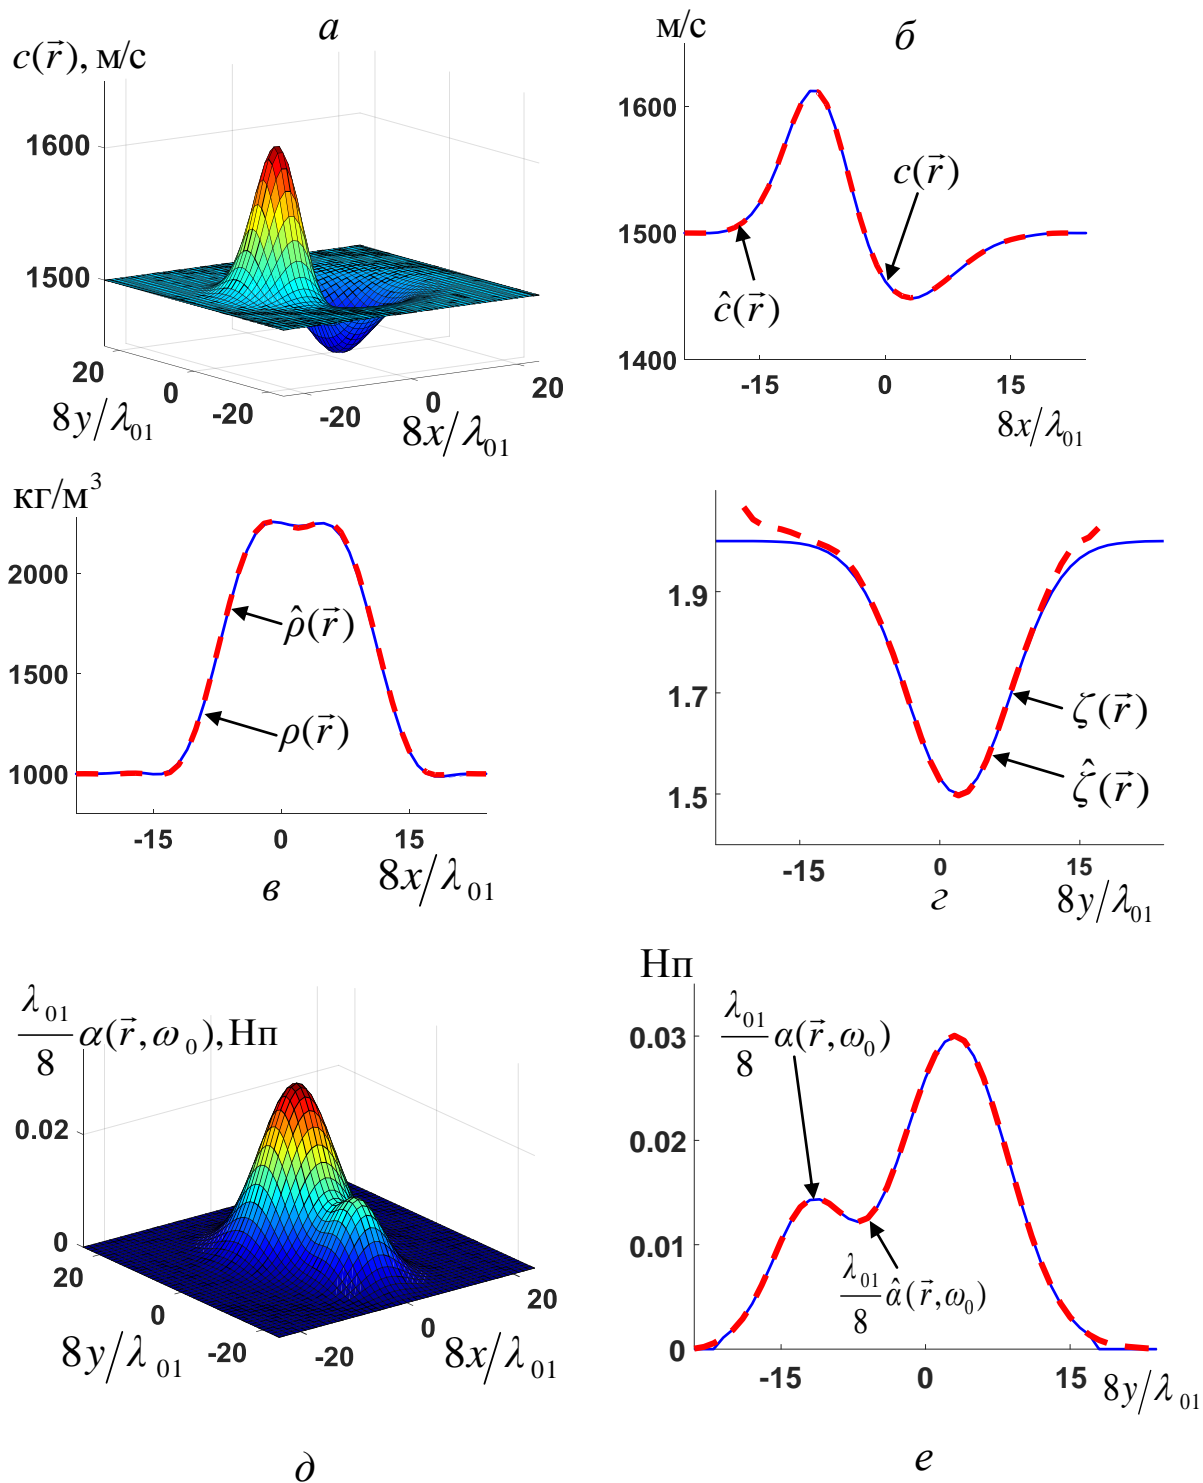 а
c(r⃗), м/с
1600
1500
20
0
-20
8y/λ₀₁
-20
0
20
8x/λ₀₁
б
м/с
1600
1500
1400
c(r⃗)
ĉ(r⃗)
-15
0
15
8x/λ₀₁
кг/м³
2000
1500
1000
ρ̂(r⃗)
ρ(r⃗)
-15
0
15
8x/λ₀₁
в
1.9
1.7
1.5
ζ(r⃗)
ζ̂(r⃗)
-15
0
15
8y/λ₀₁
г
λ₀₁/8 α(r⃗, ω₀), Нп
0.02
0
20
0
-20
8y/λ₀₁
-20
0
20
8x/λ₀₁
д
Нп
0.03
0.02
0.01
0
λ₀₁/8 α(r⃗, ω₀)
λ₀₁/8 α̂(r⃗, ω₀)
-15
0
15
8y/λ₀₁
е